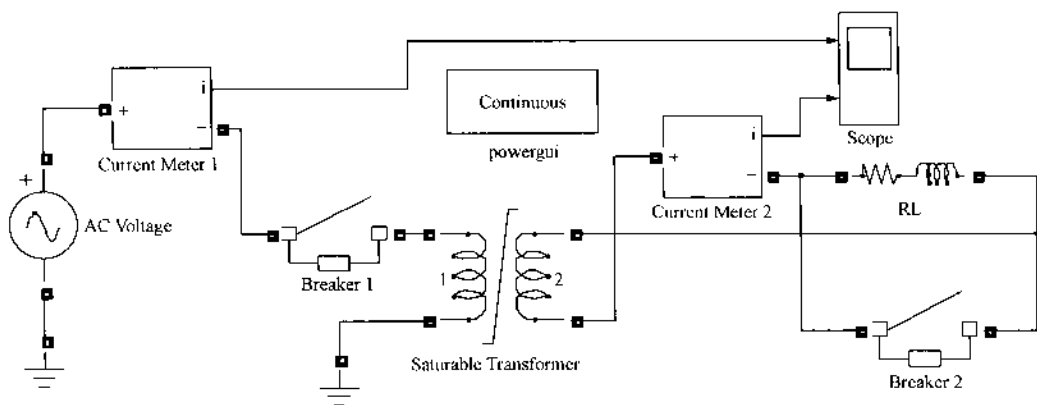 +
i
−
Current Meter 1
Continuous
powergui
+
i
−
Current Meter 2
Scope
+
AC Voltage
RL
Breaker 1
1
2
Saturable Transformer
Breaker 2